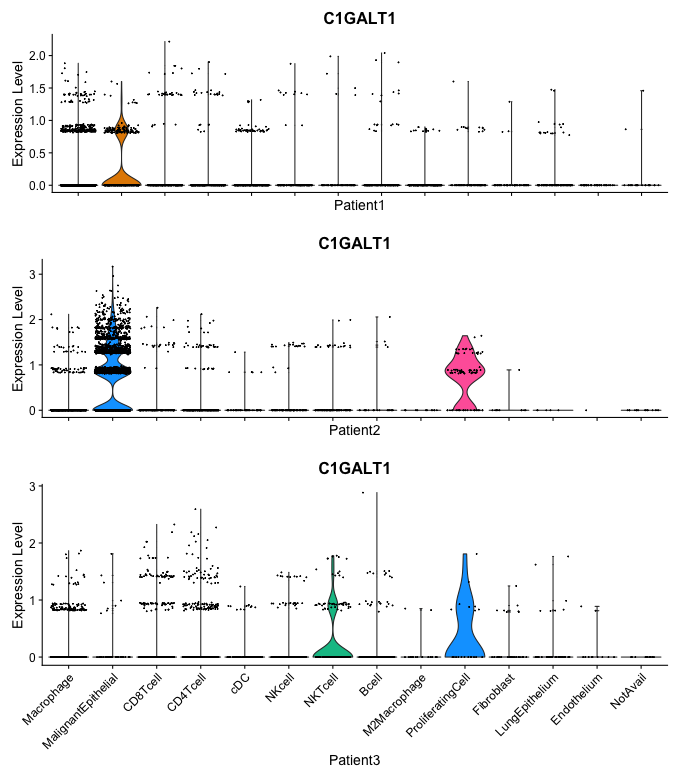 C1GALT1
Expression Level
2.0
1.5
1.0
0.5
0.0
Patient1
C1GALT1
Expression Level
3
2
1
0
Patient2
C1GALT1
Expression Level
3
2
1
0
Macrophage
MalignantEpithelial
CD8Tcell
CD4Tcell
cDC
NKcell
NKTcell
Bcell
M2Macrophage
ProliferatingCell
Fibroblast
LungEpithelium
Endothelium
NotAvail
Patient3